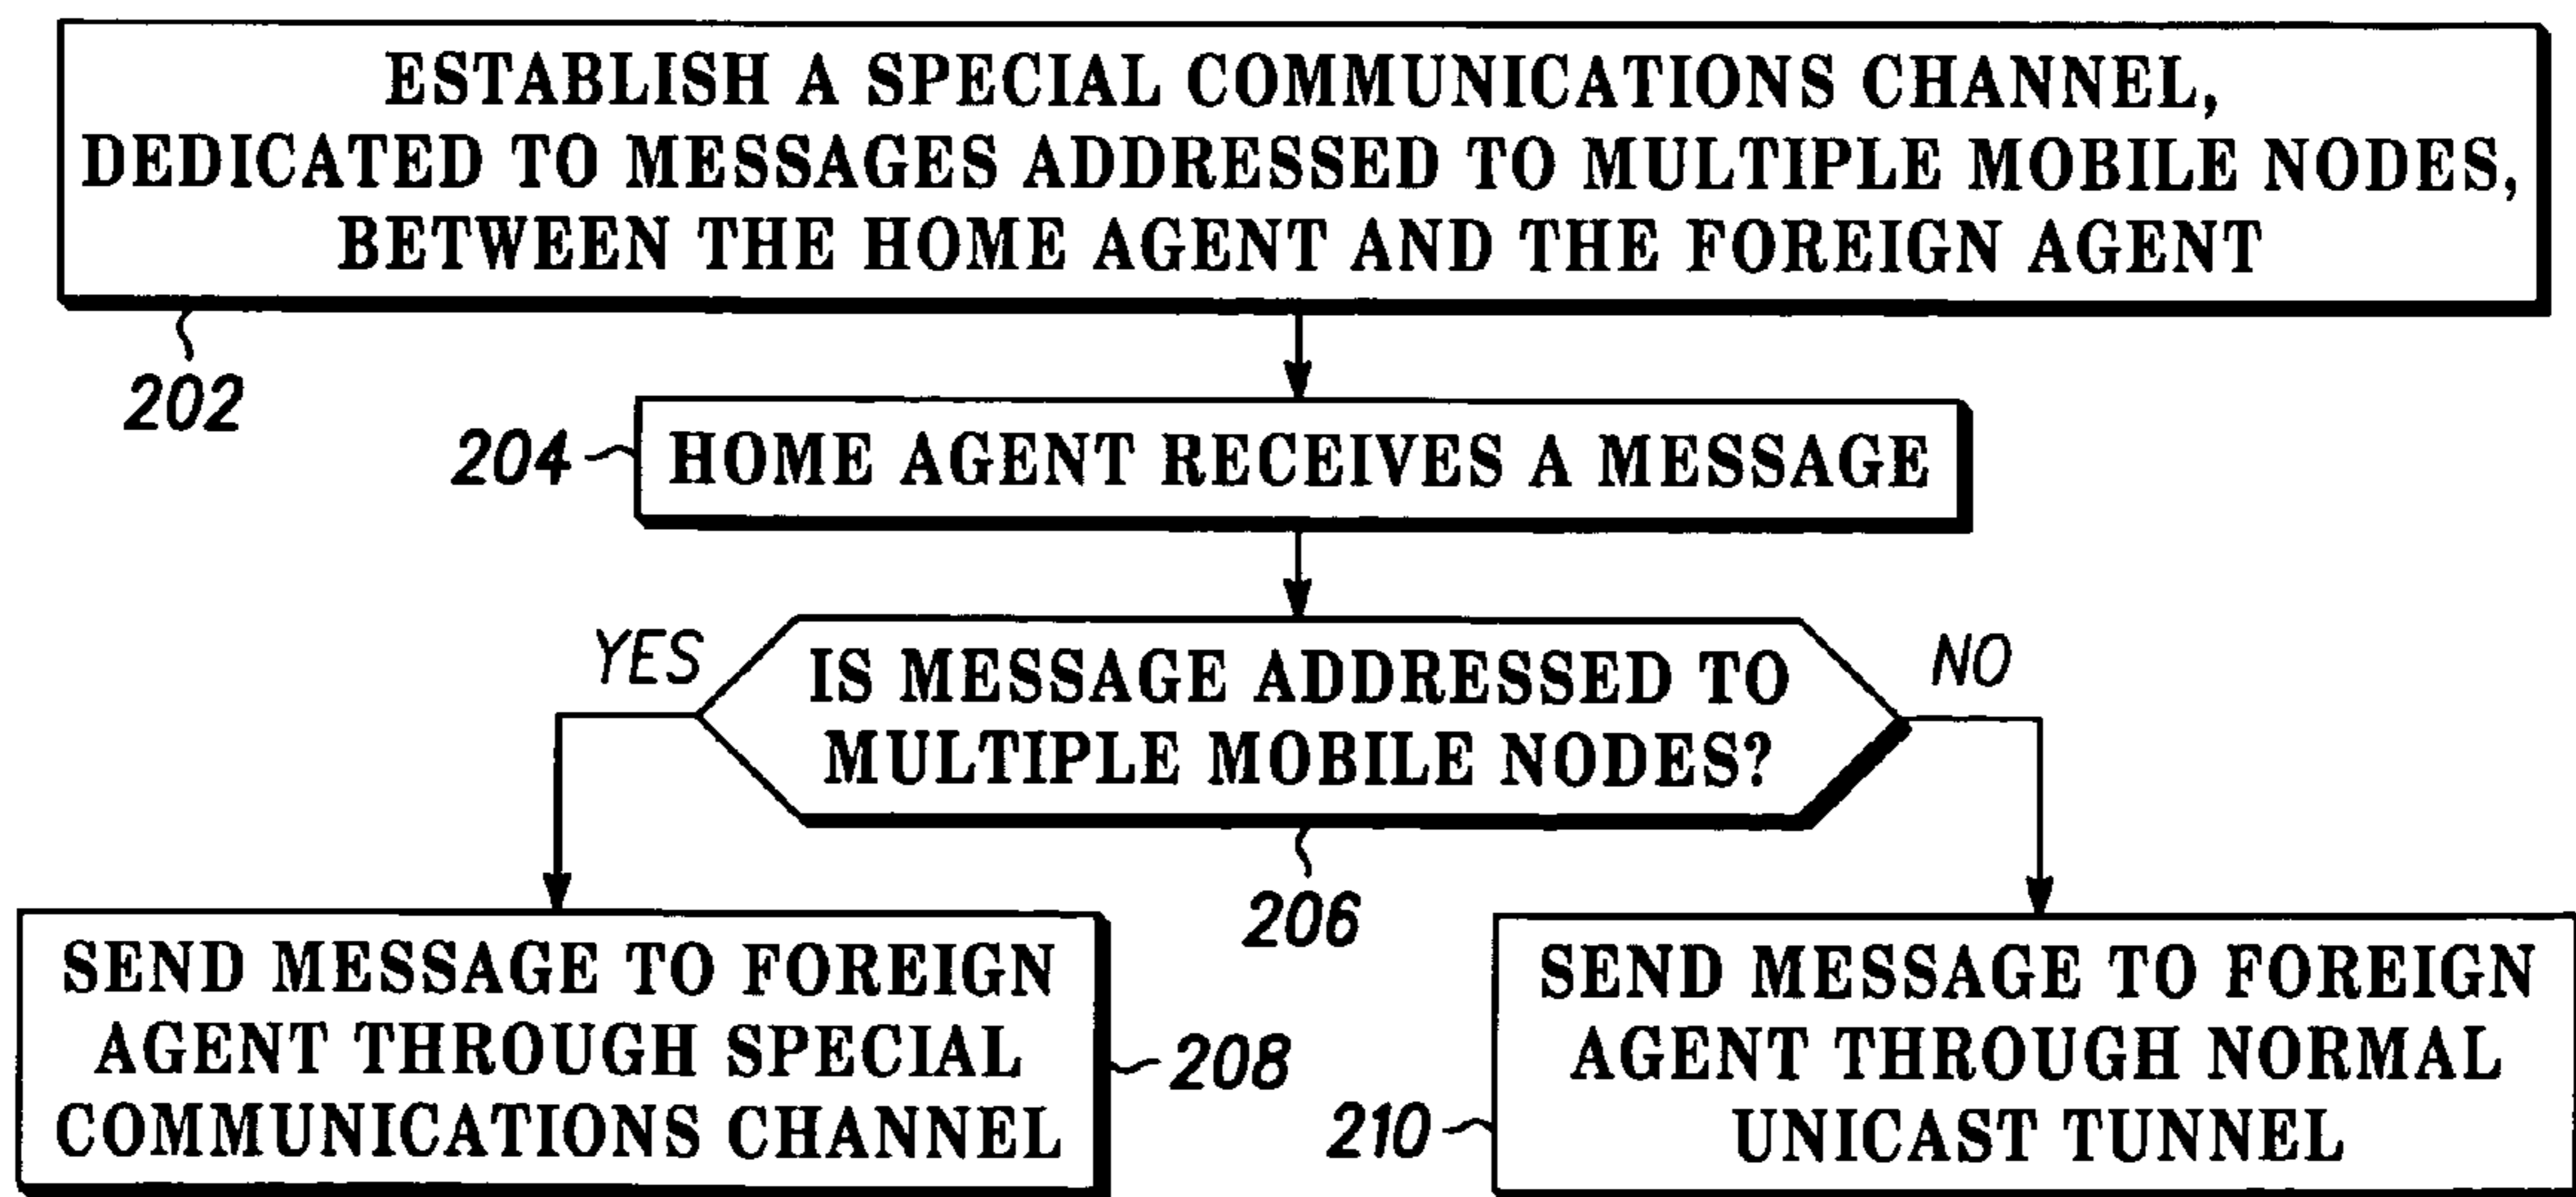 ESTABLISH A SPECIAL COMMUNICATIONS CHANNEL,
DEDICATED TO MESSAGES ADDRESSED TO MULTIPLE MOBILE NODES,
BETWEEN THE HOME AGENT AND THE FOREIGN AGENT
202
204
HOME AGENT RECEIVES A MESSAGE
YES
IS MESSAGE ADDRESSED TO
MULTIPLE MOBILE NODES?
NO
206
SEND MESSAGE TO FOREIGN
AGENT THROUGH SPECIAL
COMMUNICATIONS CHANNEL
208
SEND MESSAGE TO FOREIGN
AGENT THROUGH NORMAL
UNICAST TUNNEL
210